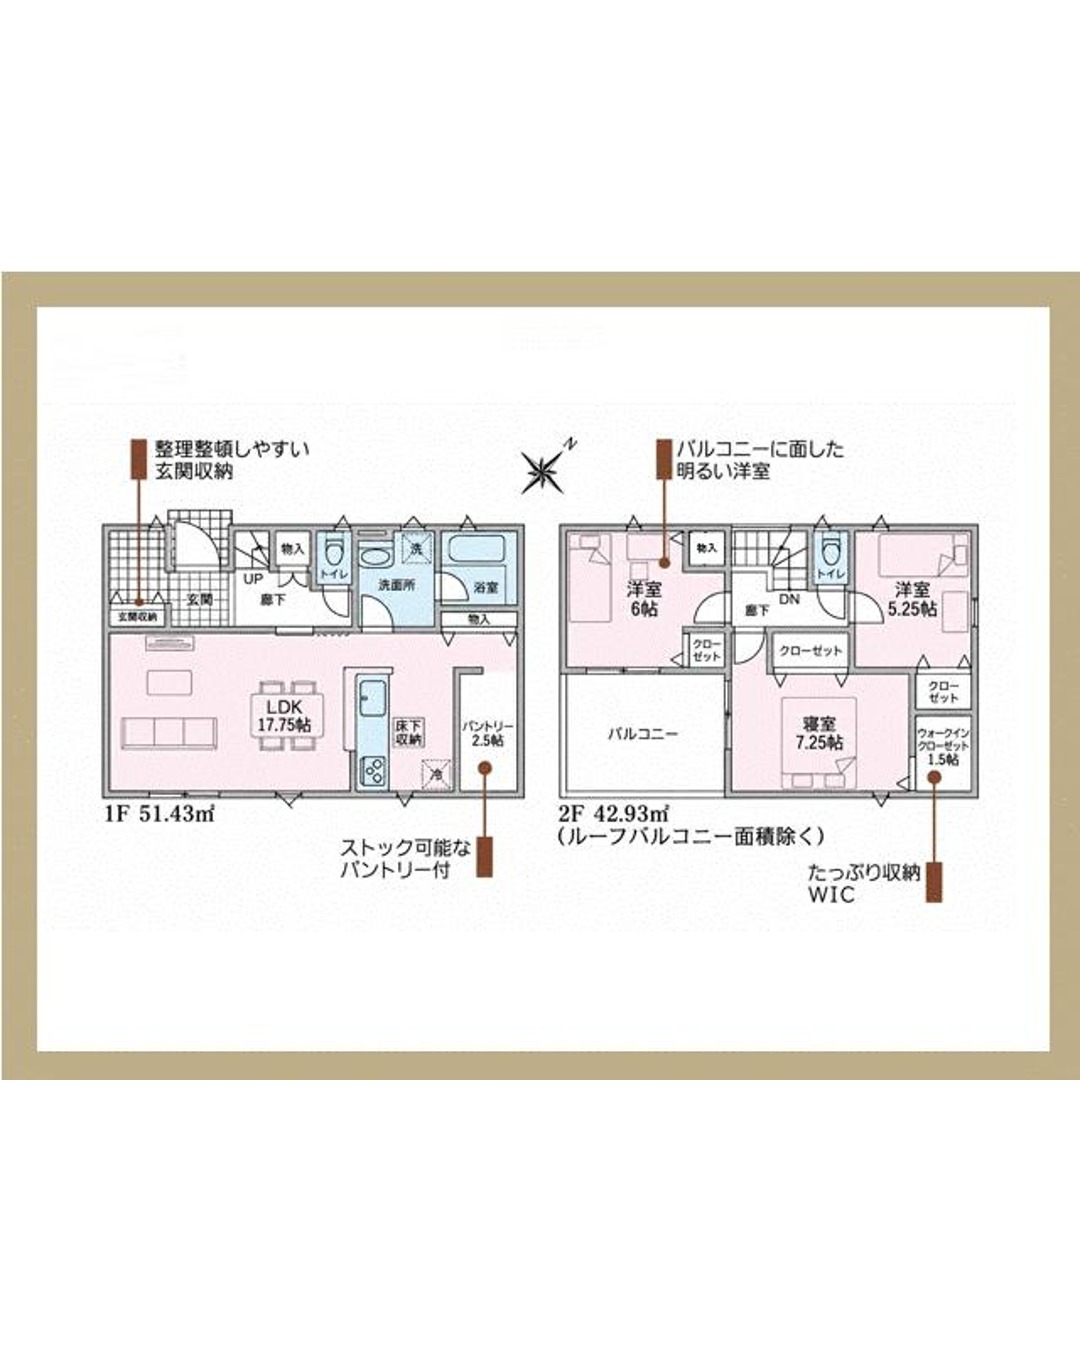 整理整頓しやすい
玄関収納
N
バルコニーに面した
明るい洋室
UP
物入
トイレ
洗
洗面所
浴室
玄関
廊下
玄関収納
物入
LDK
17.75帖
床下
収納
冷
パントリー
2.5帖
1F 51.43㎡
ストック可能な
パントリー付
洋室
6帖
物入
トイレ
洋室
5.25帖
廊下
DN
クロー
ゼット
クローゼット
クロー
ゼット
バルコニー
寝室
7.25帖
ウォークイン
クローゼット
1.5帖
2F 42.93㎡
(ルーフバルコニー面積除く)
たっぷり収納
WIC